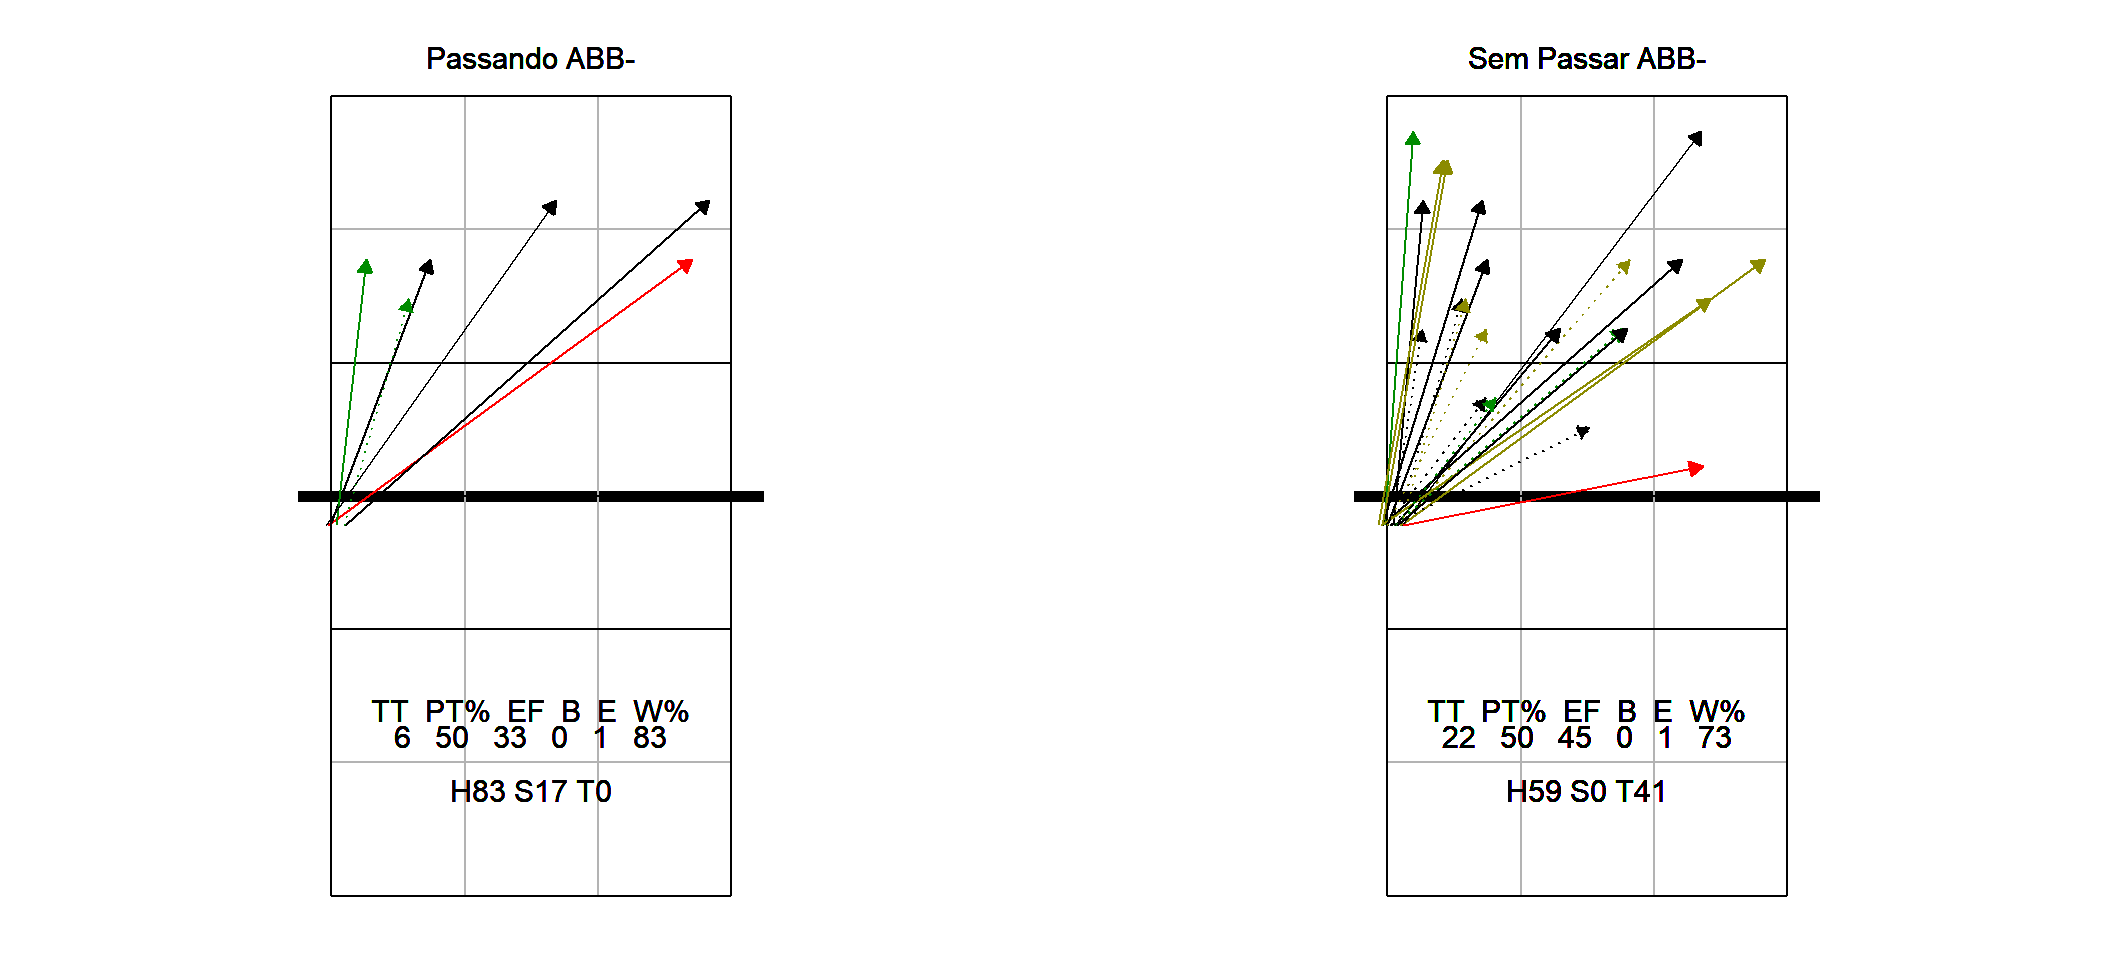 Passando ABB-
TT PT% EF B E W%
6 50 33 0 1 83
H83 S17 T0
Sem Passar ABB-
TT PT% EF B E W%
22 50 45 0 1 73
H59 S0 T41